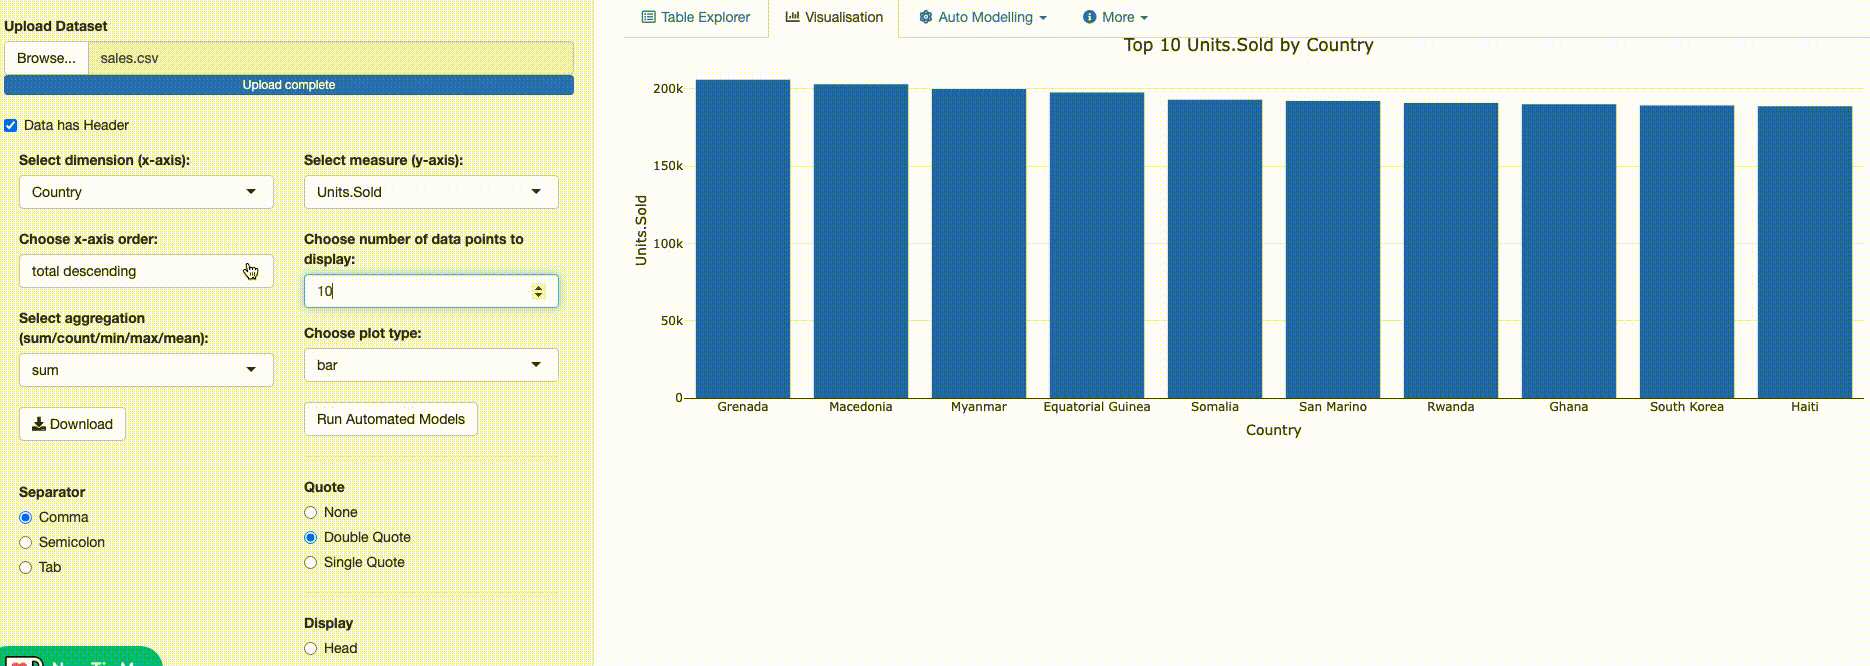 Upload Dataset
Browse... sales.csv
Upload complete
Data has Header
Select dimension (x-axis):
Country
Select measure (y-axis):
Units.Sold
Choose x-axis order:
total descending
Choose number of data points to
display:
10
Select aggregation
(sum/count/min/max/mean):
sum
Choose plot type:
bar
Download
Run Automated Models
Separator
Comma
Semicolon
Tab
Quote
None
Double Quote
Single Quote
Display
Head
Table Explorer Visualisation Auto Modelling More
Top 10 Units.Sold by Country
Units.Sold
200k
150k
100k
50k
0
Grenada Macedonia Myanmar Equatorial Guinea Somalia San Marino Rwanda Ghana South Korea Haiti
Country